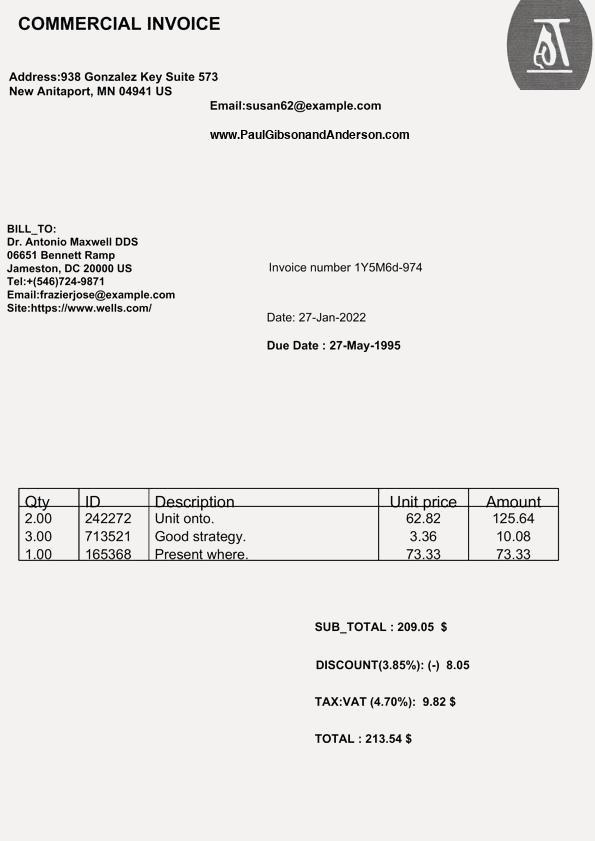 COMMERCIAL INVOICE
Address:938 Gonzalez Key Suite 573
New Anitaport, MN 04941 US
Email:susan62@example.com
www.PaulGibsonandAnderson.com
BILL_TO:
Dr. Antonio Maxwell DDS
06651 Bennett Ramp
Jameston, DC 20000 US
Tel:+(546)724-9871
Email:frazierjose@example.com
Site:https://www.wells.com/
Invoice number 1Y5M6d-974
Date: 27-Jan-2022
Due Date : 27-May-1995
Qty ID Description Unit price Amount
2.00 242272 Unit onto. 62.82 125.64
3.00 713521 Good strategy. 3.36 10.08
1.00 165368 Present where. 73.33 73.33
SUB_TOTAL : 209.05 $
DISCOUNT(3.85%): (-) 8.05
TAX:VAT (4.70%): 9.82 $
TOTAL : 213.54 $